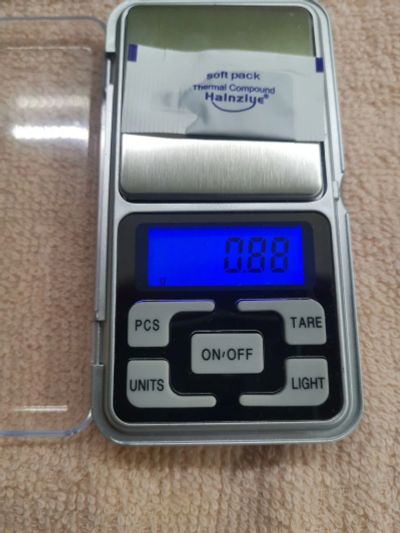 soft pack
Thermal Compound
Halnziye®
0.88
g
PCS
TARE
ON/OFF
UNITS
LIGHT